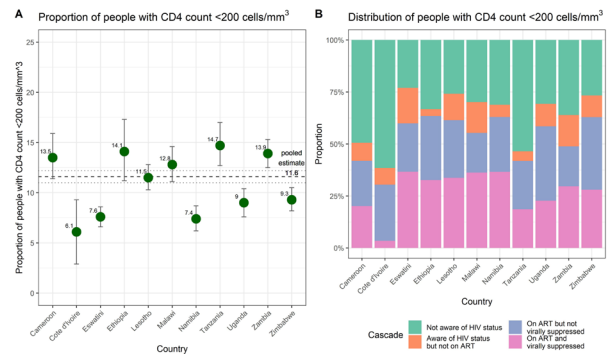 A Proportion of people with CD4 count <200 cells/mm³
Proportion of people with CD4 count <200 cells/mm^3
25
20
15
10
5
0
13.5
6.1
7.6
14.1
11.5
12.8
7.4
14.7
9
13.9
9.3
pooled
estimate
11.6
Cameroon
Cote d'Ivoire
Eswatini
Ethiopia
Lesotho
Malawi
Namibia
Tanzania
Uganda
Zambia
Zimbabwe
Country
B Distribution of people with CD4 count <200 cells/mm³
Proportion
100%
75%
50%
25%
0%
Cameroon
Cote d'Ivoire
Eswatini
Ethiopia
Lesotho
Malawi
Namibia
Tanzania
Uganda
Zambia
Zimbabwe
Country
Cascade
Not aware of HIV status
Aware of HIV status
but not on ART
On ART but not
virally suppressed
On ART and
virally suppressed